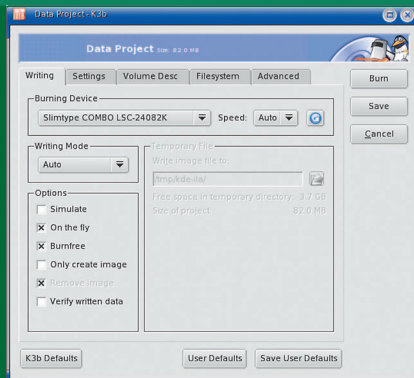 Data Project - K3b
Data Project Size: 82.0 MB
Writing Settings Volume Desc Filesystem Advanced
Burn
Save
Cancel
Burning Device
Slimtype COMBO LSC-24082K Speed: Auto
Writing Mode
Auto
Temporary File
Write image file to:
/tmp/kde-ila/
Free space in temporary directory: 3.7 GB
Size of project: 82.0 MB
Options
Simulate
On the fly
Burnfree
Only create image
Remove image
Verify written data
K3b Defaults User Defaults Save User Defaults